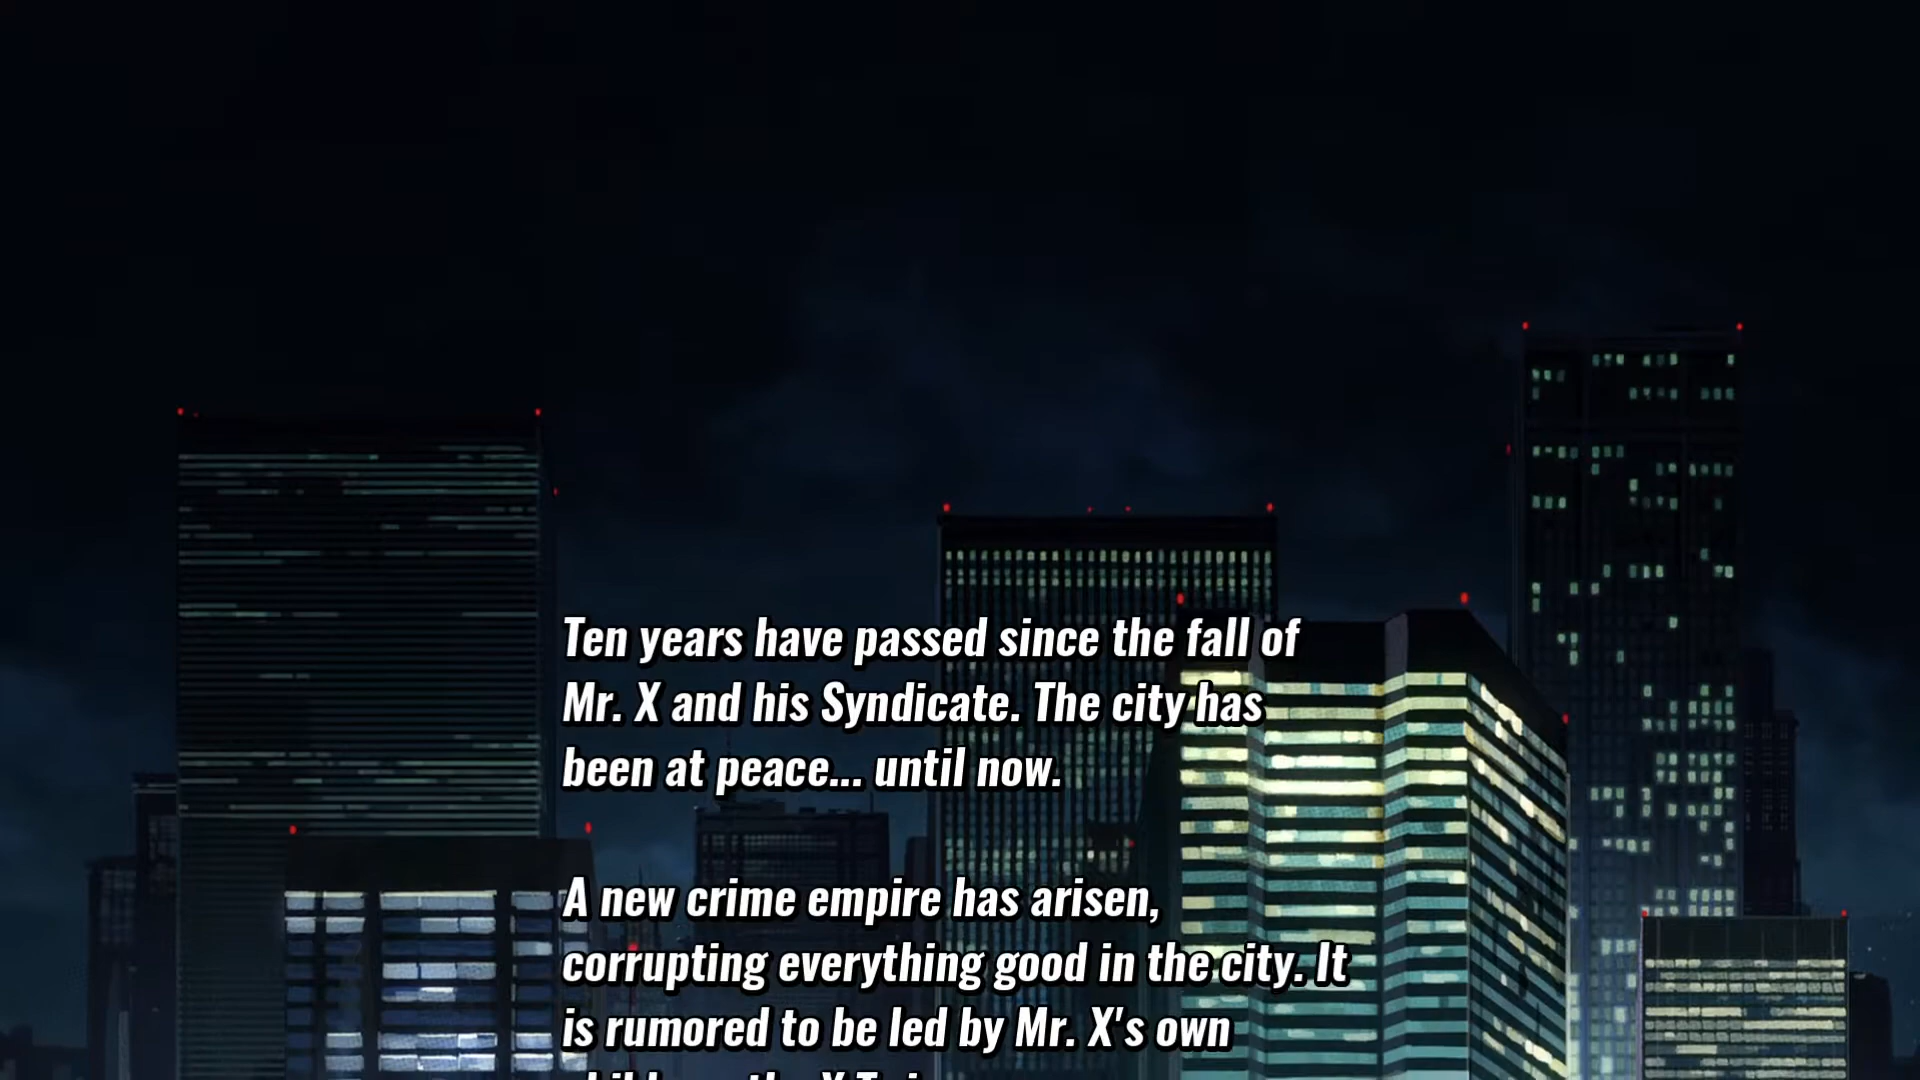 Ten years have passed since the fall of
Mr. X and his Syndicate. The city has
been at peace... until now.
A new crime empire has arisen,
corrupting everything good in the city. It
is rumored to be led by Mr. X's own